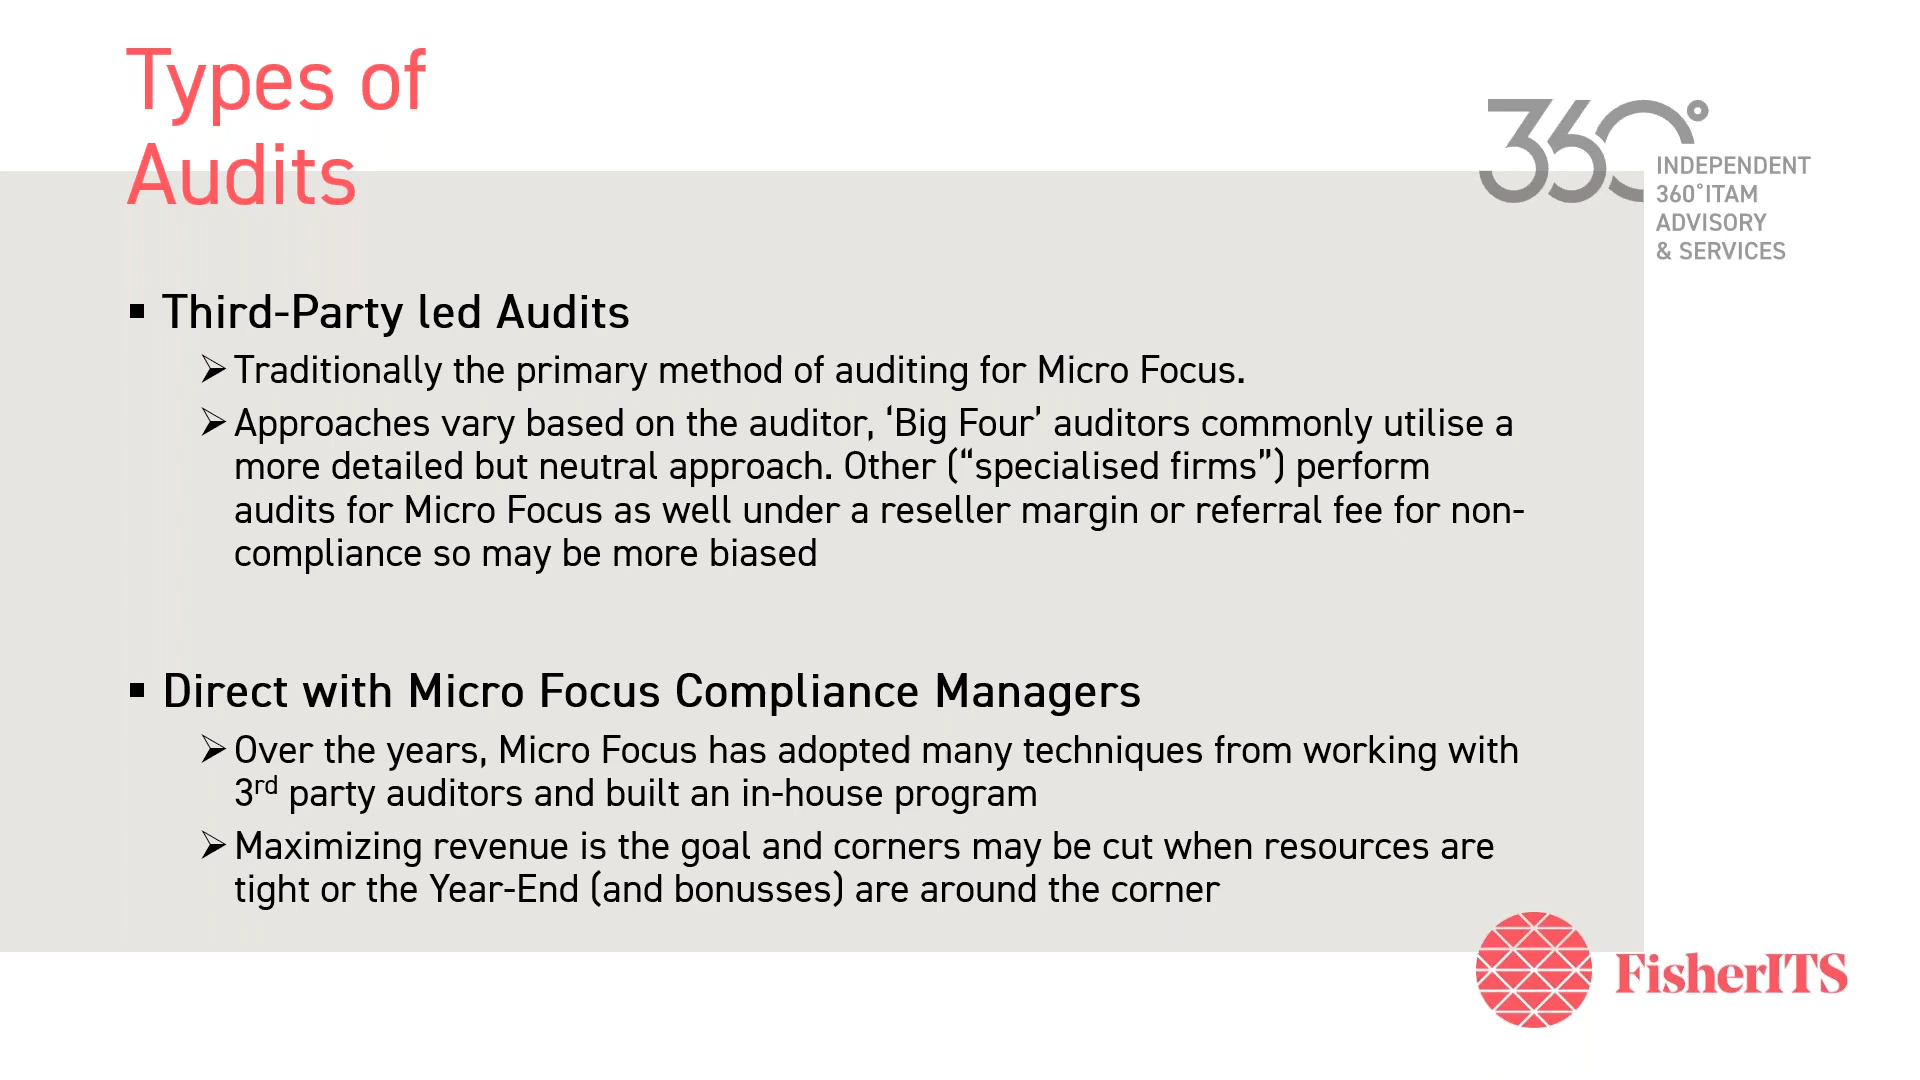 Types of
Audits
360°
INDEPENDENT
360°ITAM
ADVISORY
& SERVICES
▪ Third-Party led Audits
➢ Traditionally the primary method of auditing for Micro Focus.
➢ Approaches vary based on the auditor, ‘Big Four’ auditors commonly utilise a
more detailed but neutral approach. Other (“specialised firms”) perform
audits for Micro Focus as well under a reseller margin or referral fee for non-
compliance so may be more biased
▪ Direct with Micro Focus Compliance Managers
➢ Over the years, Micro Focus has adopted many techniques from working with
3rd party auditors and built an in-house program
➢ Maximizing revenue is the goal and corners may be cut when resources are
tight or the Year-End (and bonusses) are around the corner
FisherITS